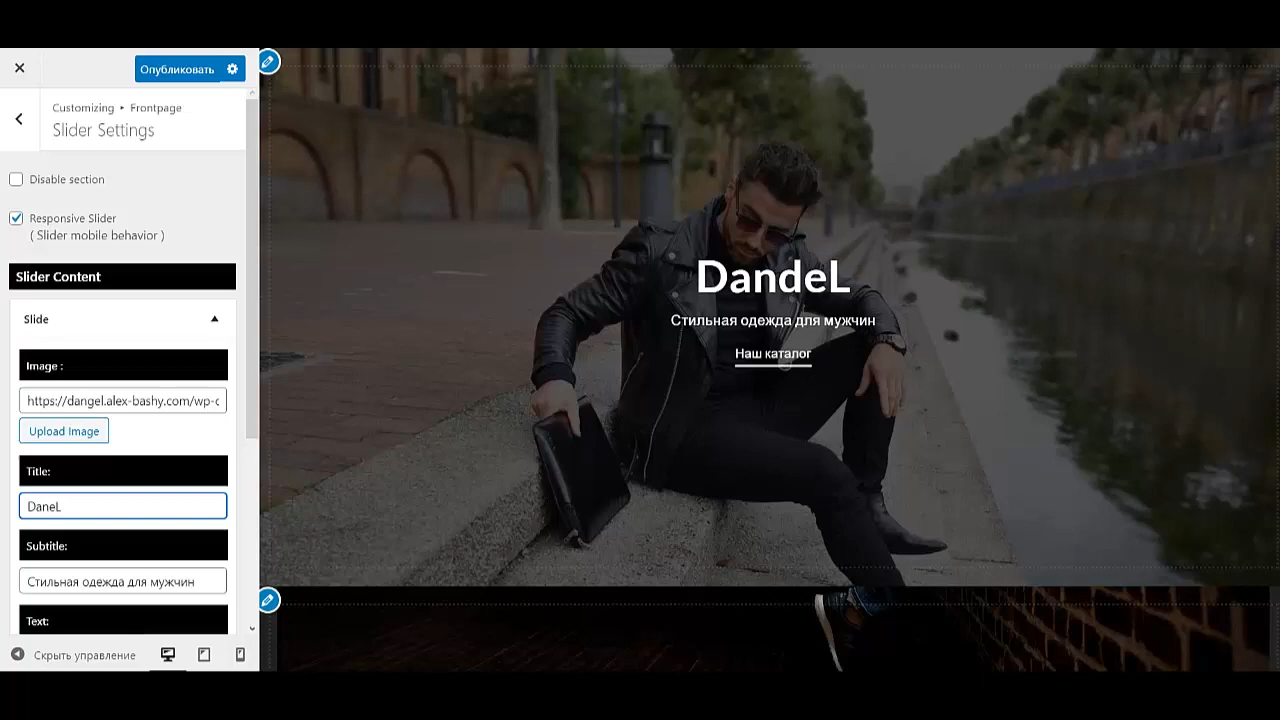 Опубликовать
Customizing ▸ Frontpage
Slider Settings
Disable section
Responsive Slider
( Slider mobile behavior )
Slider Content
Slide
Image :
https://dangel.alex-bashy.com/wp-c
Upload Image
Title:
DaneL
Subtitle:
Стильная одежда для мужчин
Text:
Скрыть управление
DandeL
Стильная одежда для мужчин
Наш каталог